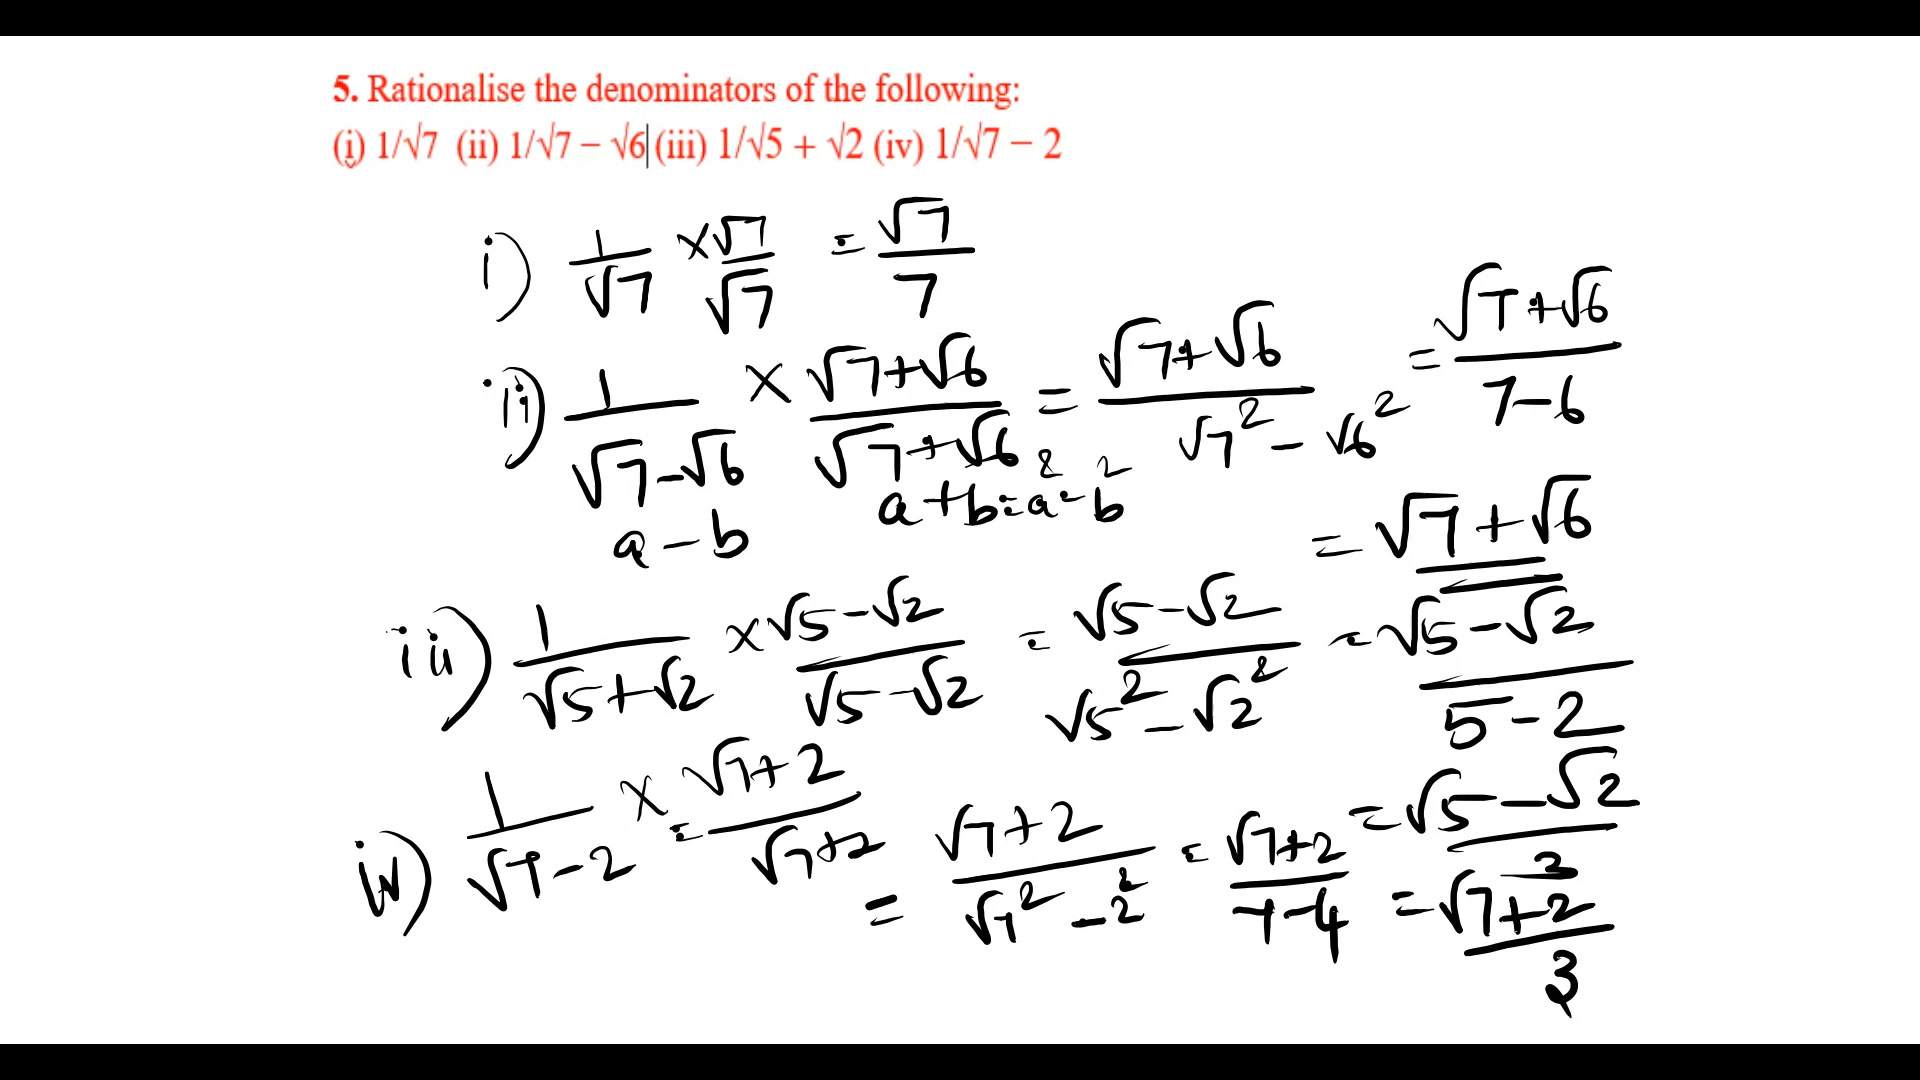 5. Rationalise the denominators of the following:
(i) 1/√7 (ii) 1/√7 – √6 (iii) 1/√5 + √2 (iv) 1/√7 – 2
i) 1/√7 × √7/√7 = √7/7
ii) 1/√7-√6 × √7+√6/√7+√6 = √7+√6/√7² - √6² = √7+√6/7-6
a - b a + b = a² - b²
= √7+√6
iii) 1/√5+√2 × √5-√2/√5-√2 = √5-√2/√5² - √2² = √5-√2/5-2
= √5-√2/3
iv) 1/√7-2 × = √7+2/√7+2 = √7+2/√7² - 2² = √7+2/7-4 = √7+2/3